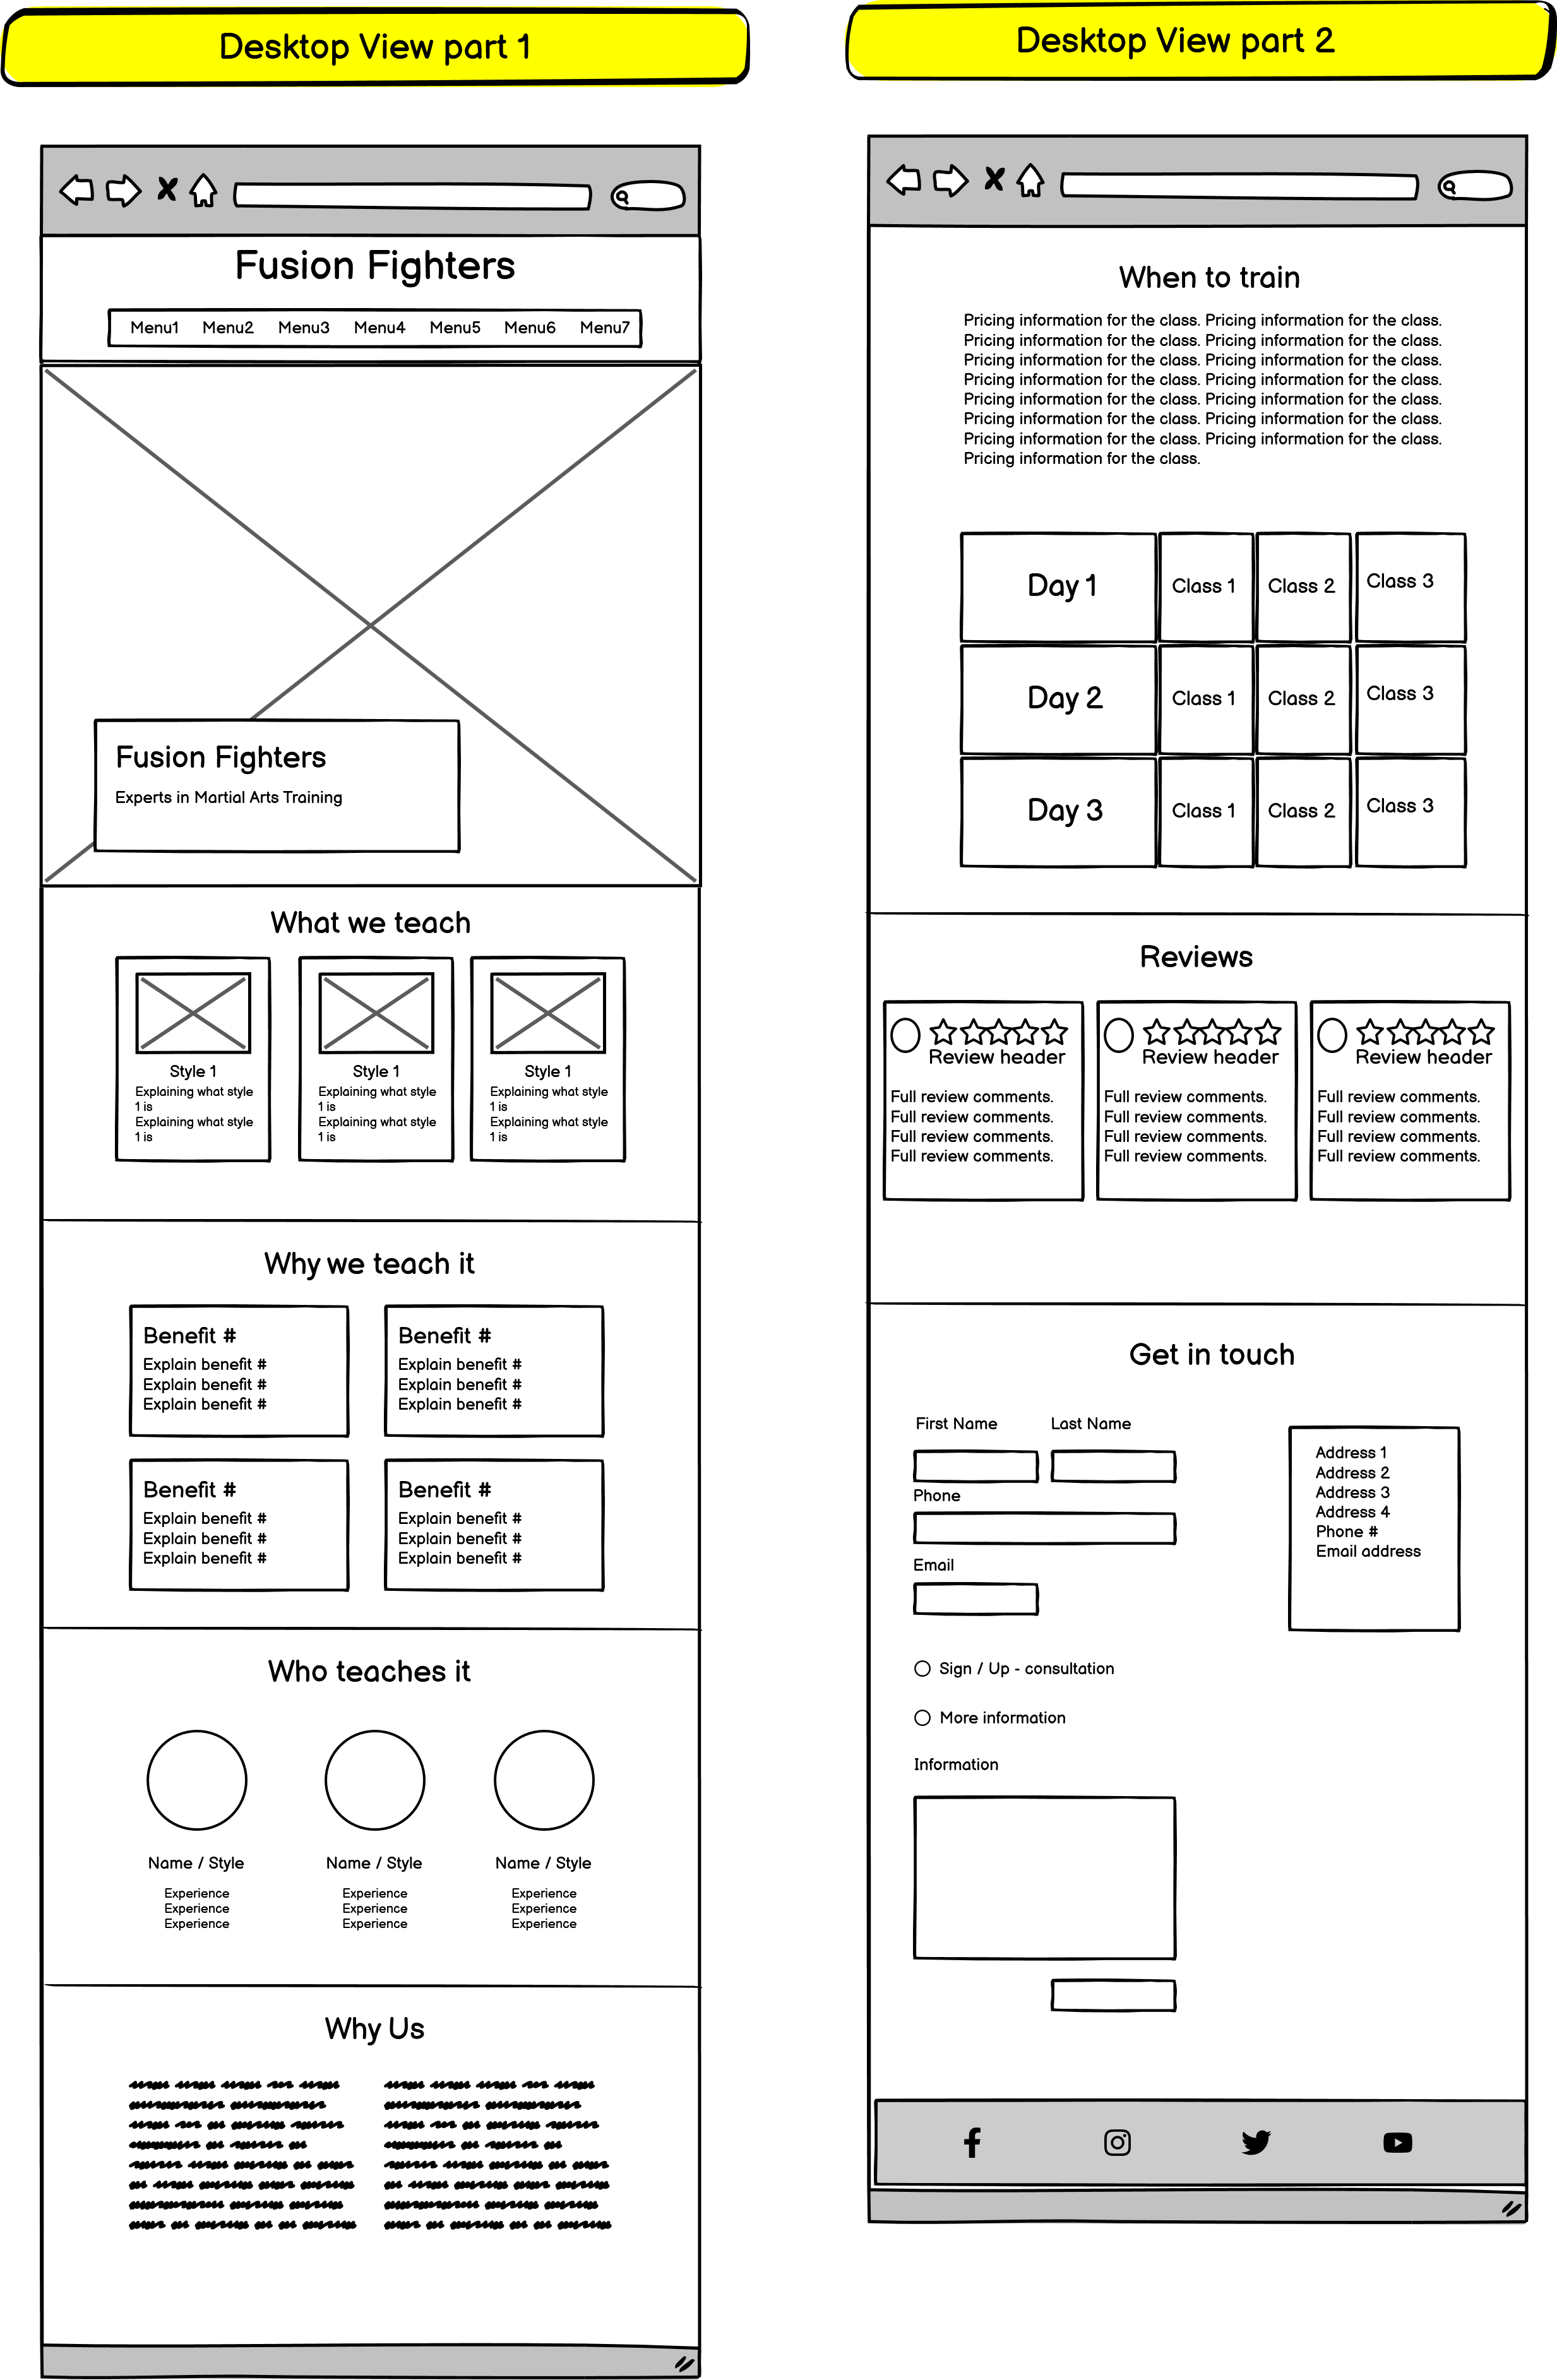 Desktop View part 1
Fusion Fighters
Menu1 Menu2 Menu3 Menu4 Menu5 Menu6 Menu7
Fusion Fighters
Experts in Martial Arts Training
What we teach
Style 1
Explaining what style
1 is
Explaining what style
1 is
Style 1
Explaining what style
1 is
Explaining what style
1 is
Style 1
Explaining what style
1 is
Explaining what style
1 is
Why we teach it
Benefit #
Explain benefit #
Explain benefit #
Explain benefit #
Benefit #
Explain benefit #
Explain benefit #
Explain benefit #
Benefit #
Explain benefit #
Explain benefit #
Explain benefit #
Benefit #
Explain benefit #
Explain benefit #
Explain benefit #
Who teaches it
Name / Style
Experience
Experience
Experience
Name / Style
Experience
Experience
Experience
Name / Style
Experience
Experience
Experience
Why Us
Desktop View part 2
When to train
Pricing information for the class. Pricing information for the class.
Pricing information for the class. Pricing information for the class.
Pricing information for the class. Pricing information for the class.
Pricing information for the class. Pricing information for the class.
Pricing information for the class. Pricing information for the class.
Pricing information for the class. Pricing information for the class.
Pricing information for the class. Pricing information for the class.
Pricing information for the class.
Day 1 Class 1 Class 2 Class 3
Day 2 Class 1 Class 2 Class 3
Day 3 Class 1 Class 2 Class 3
Reviews
Review header
Full review comments.
Full review comments.
Full review comments.
Full review comments.
Review header
Full review comments.
Full review comments.
Full review comments.
Full review comments.
Review header
Full review comments.
Full review comments.
Full review comments.
Full review comments.
Get in touch
First Name Last Name
Phone
Email
Sign / Up - consultation
More information
Information
Address 1
Address 2
Address 3
Address 4
Phone #
Email address